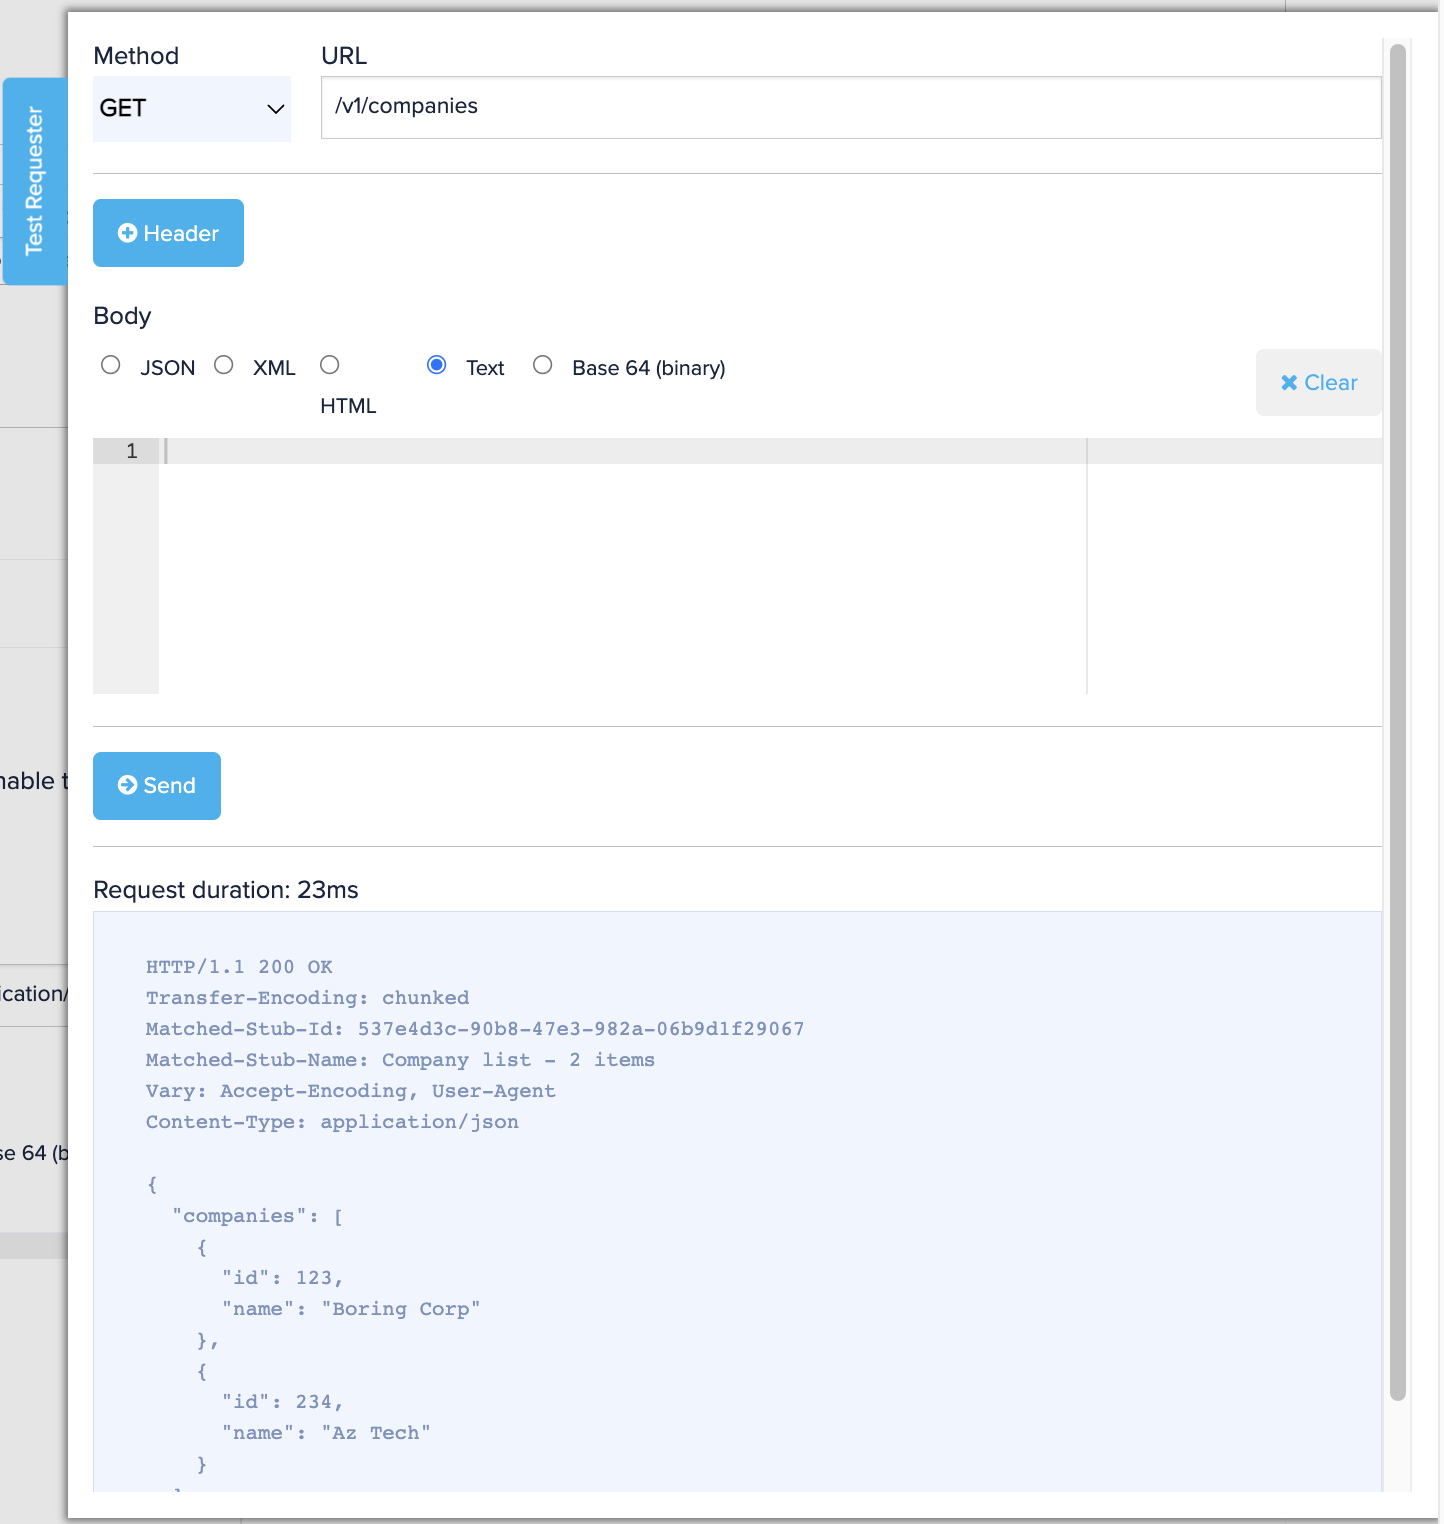 Method
URL
GET
/v1/companies
Test Requester
Header
Body
JSON
XML
HTML
Text
Base 64 (binary)
Clear
1
Send
Request duration: 23ms
HTTP/1.1 200 OK
Transfer-Encoding: chunked
Matched-Stub-Id: 537e4d3c-90b8-47e3-982a-06b9d1f29067
Matched-Stub-Name: Company list - 2 items
Vary: Accept-Encoding, User-Agent
Content-Type: application/json
{
"companies": [
{
"id": 123,
"name": "Boring Corp"
},
{
"id": 234,
"name": "Az Tech"
}
64